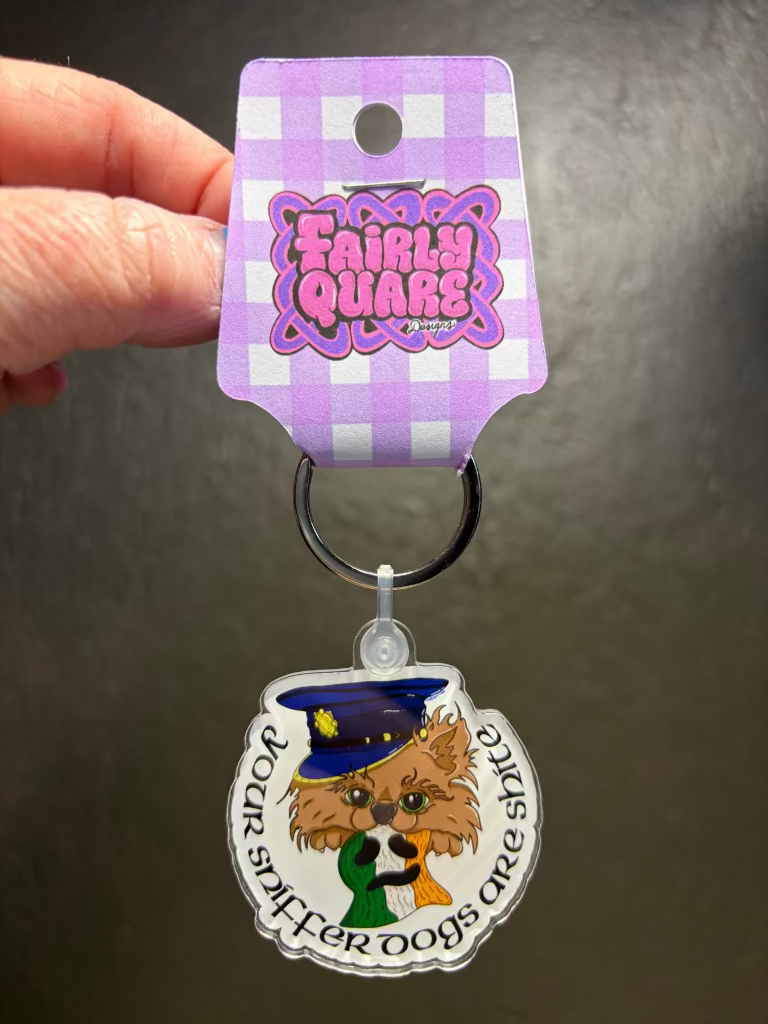 FAIRLY
QUARE
Designs
YOUR SNIFFER DOGS ARE SHITE